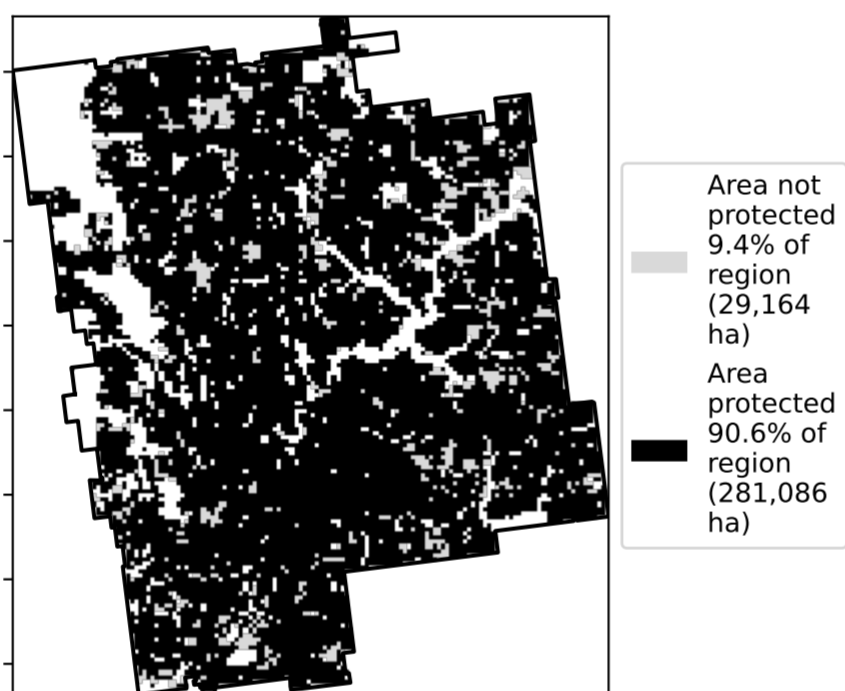 Area not
protected
9.4% of
region
(29,164
ha)
Area
protected
90.6% of
region
(281,086
ha)